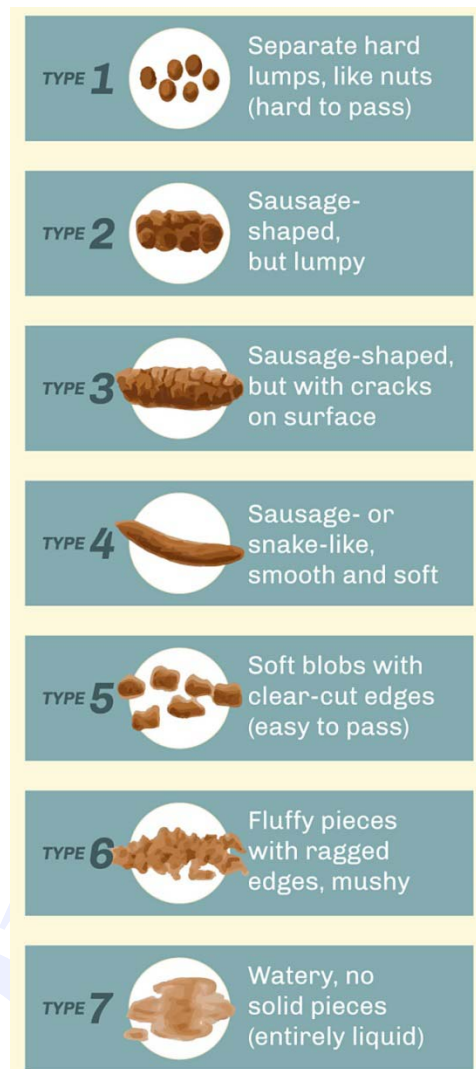 TYPE 1
Separate hard
lumps, like nuts
(hard to pass)
TYPE 2
Sausage-
shaped,
but lumpy
TYPE 3
Sausage-shaped,
but with cracks
on surface
TYPE 4
Sausage- or
snake-like,
smooth and soft
TYPE 5
Soft blobs with
clear-cut edges
(easy to pass)
TYPE 6
Fluffy pieces
with ragged
edges, mushy
TYPE 7
Watery, no
solid pieces
(entirely liquid)